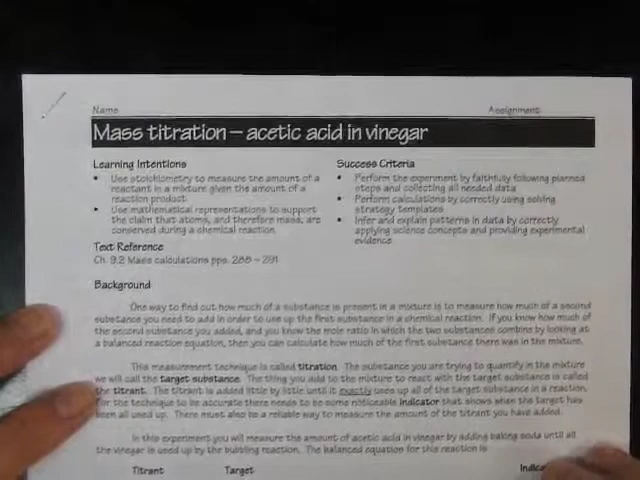 Name Assignment
Mass titration – acetic acid in vinegar
Learning Intentions
• Use stoichiometry to measure the amount of a
reactant in a mixture given the amount of a
reaction product
• Use mathematical representations to support
the claim that atoms, and therefore mass, are
conserved during a chemical reaction.
Text Reference
Ch. 9.2 Mass calculations pps. 288 – 291
Success Criteria
• Perform the experiment by faithfully following planned
steps and collecting all needed data
• Perform calculations by correctly using solving
strategy templates
• Infer and explain patterns in data by correctly
applying science concepts and providing experimental
evidence
Background
One way to find out how much of a substance is present in a mixture is to measure how much of a second
substance you need to add in order to use up the first substance in a chemical reaction. If you know how much of
the second substance you added, and you know the mole ratio in which the two substances combine by looking at
a balanced reaction equation, then you can calculate how much of the first substance there was in the mixture.
This measurement technique is called titration. The substance you are trying to quantify in the mixture
we will call the target substance. The thing you add to the mixture to react with the target substance is called
the titrant. The titrant is added little by little until it exactly uses up all of the target substance in a reaction.
For the technique to be accurate there needs to be some noticeable indicator that shows when the target has
been all used up. There must also be a reliable way to measure the amount of the titrant you have added.
In this experiment you will measure the amount of acetic acid in vinegar by adding baking soda until all
the vinegar is used up by the bubbling reaction. The balanced equation for this reaction is
Titrant Target